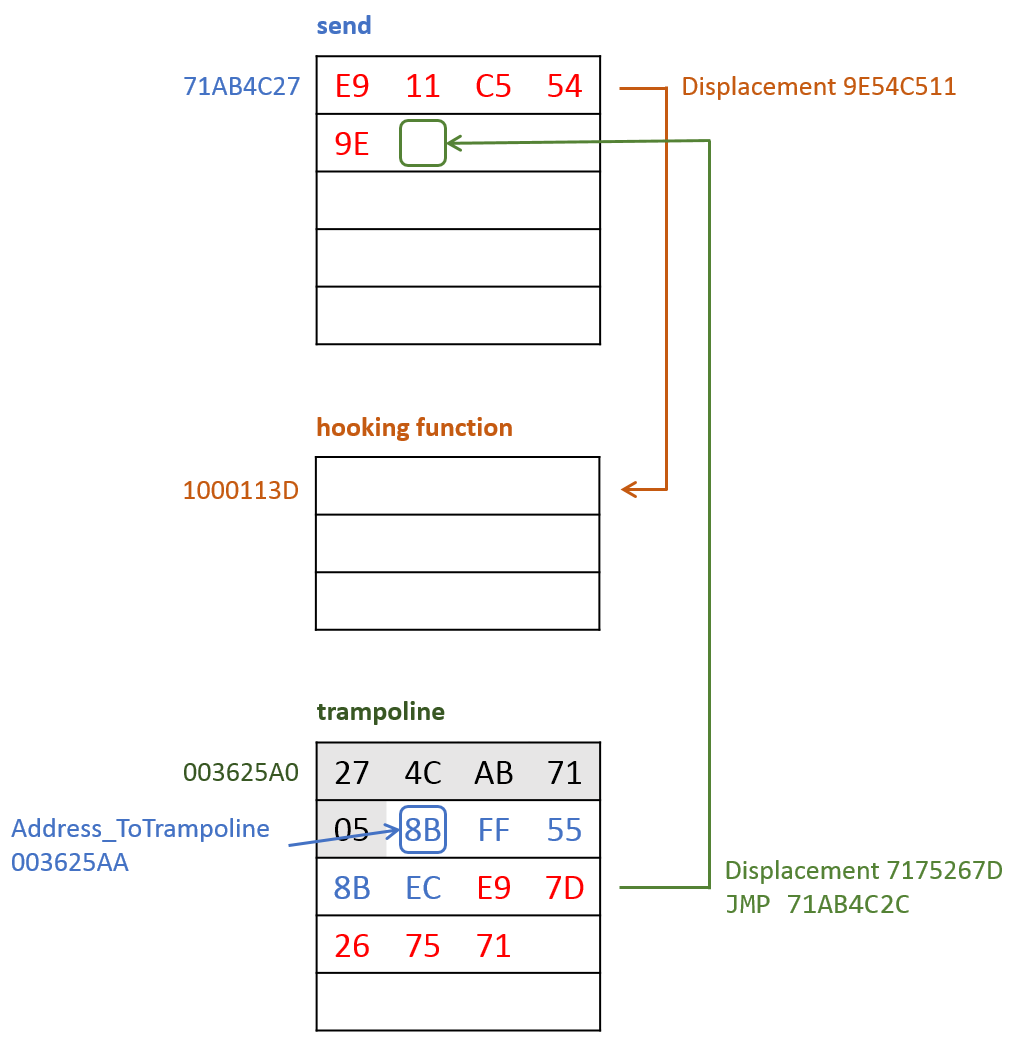 send
71AB4C27
E9 11 C5 54
Displacement 9E54C511
9E
hooking function
1000113D
trampoline
003625A0
27 4C AB 71
Address_ToTrampoline
003625AA
05 8B FF 55
8B EC E9 7D
Displacement 7175267D
JMP 71AB4C2C
26 75 71